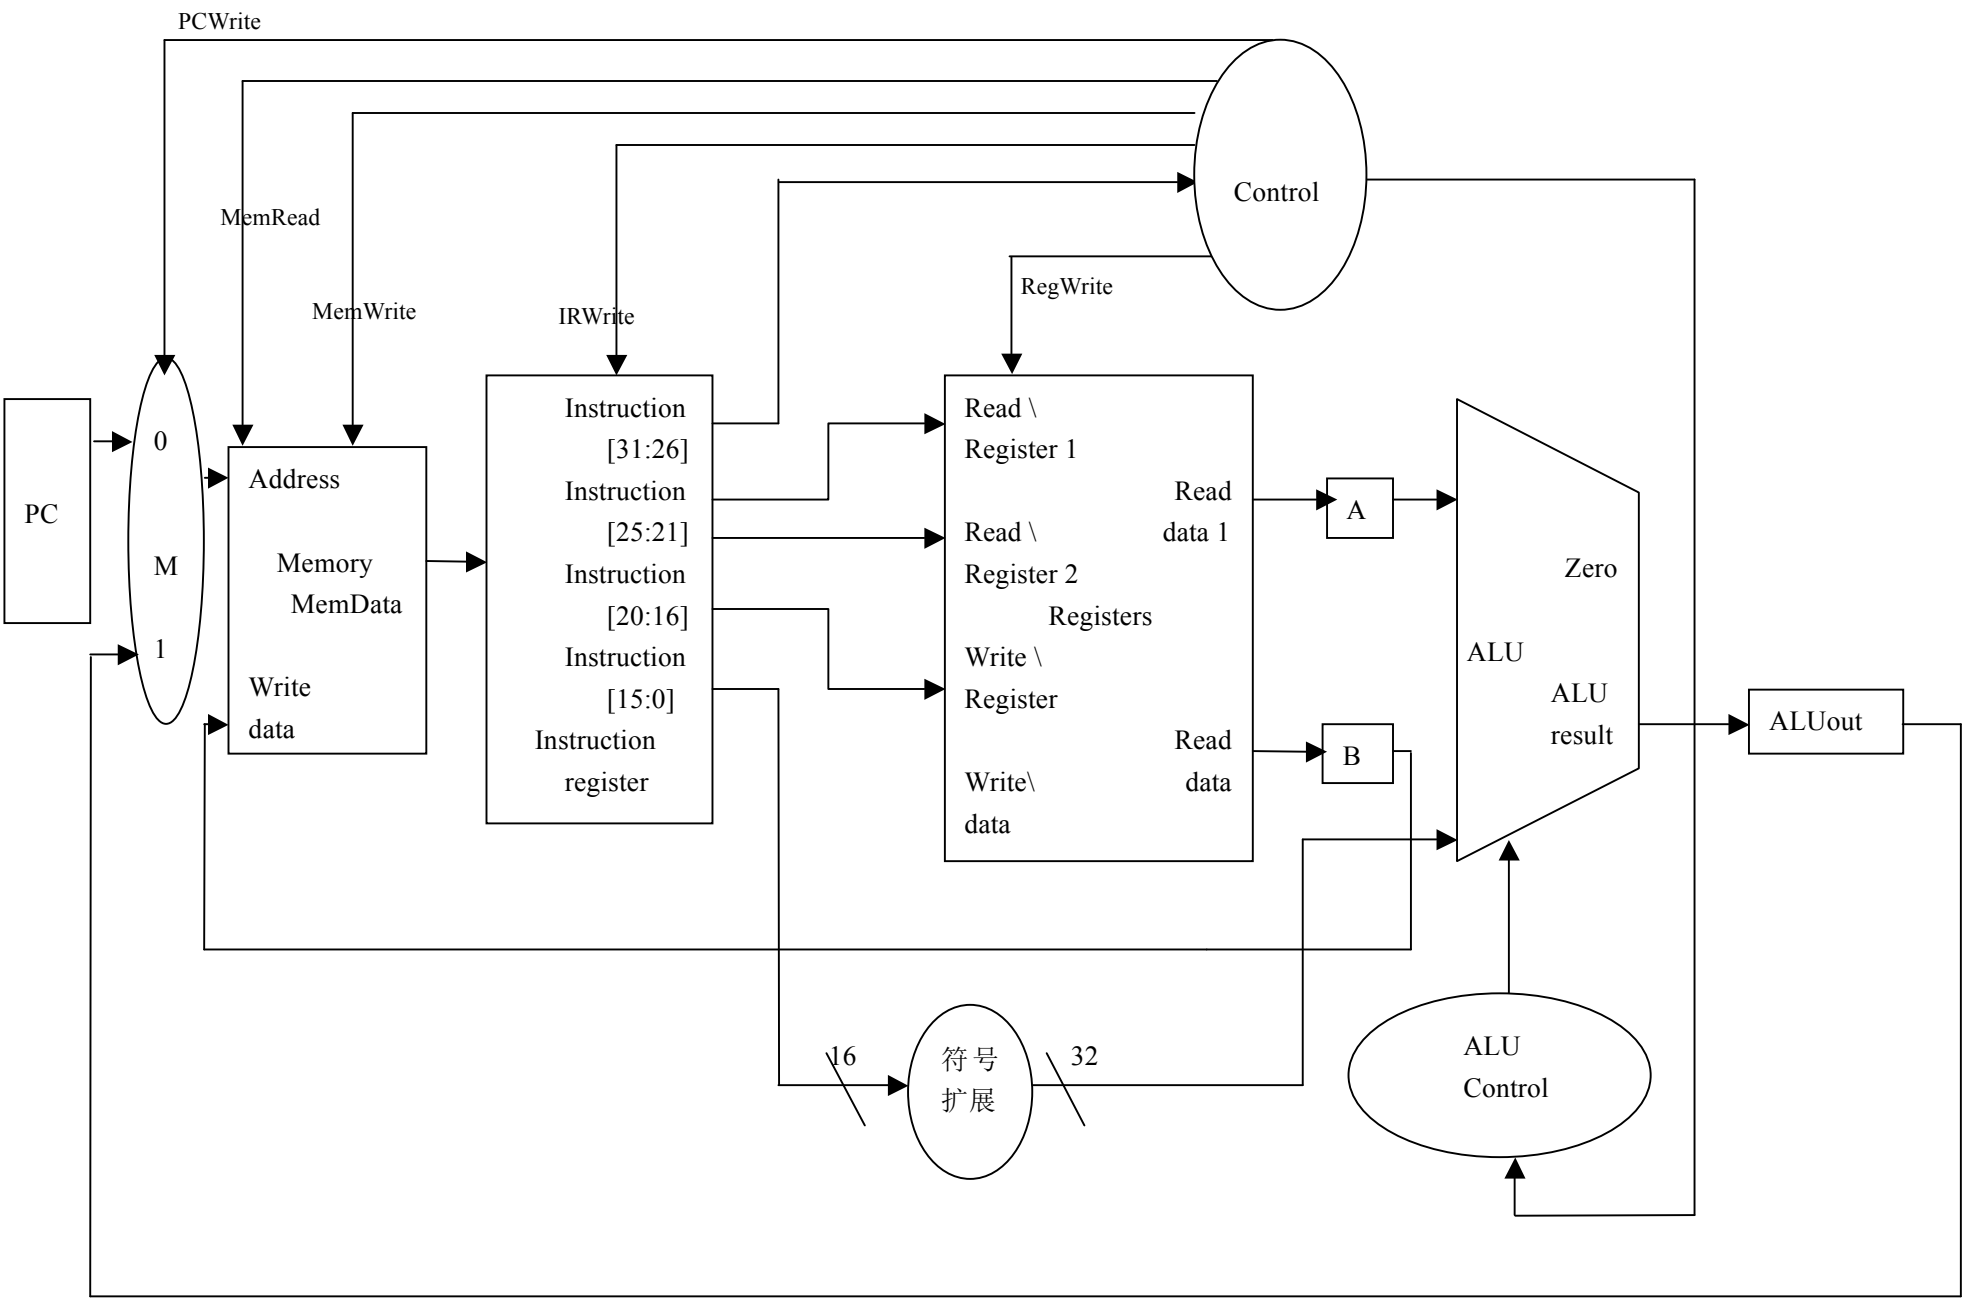 PCWrite
MemRead
MemWrite
IRWrite
RegWrite
Control
PC
0
M
1
Address
Memory
MemData
Write
data
Instruction
[31:26]
Instruction
[25:21]
Instruction
[20:16]
Instruction
[15:0]
Instruction
register
Read \
Register 1
Read
data 1
Read \
Register 2
Registers
Write \
Register
Read
data
Write\
data
A
B
Zero
ALU
ALU
result
ALUout
16
符号
扩展
32
ALU
Control